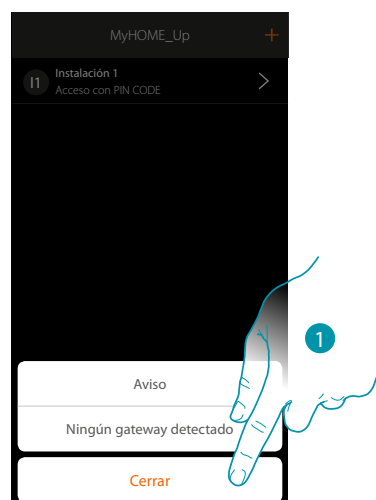 MyHOME_Up +
I1
Instalación 1
Acceso con PIN CODE
1
Aviso
Ningún gateway detectado
Cerrar